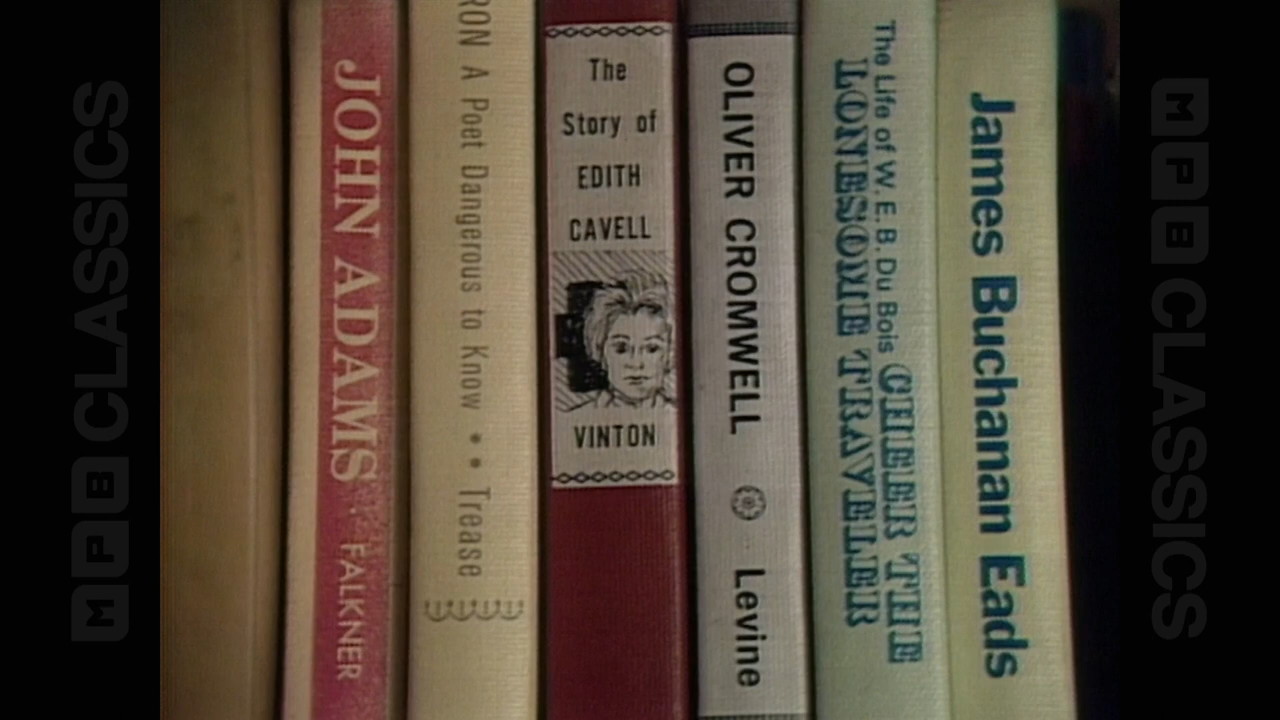 MPB CLASSICS
JOHN ADAMS FALKNER
RON A Poet Dangerous to Know • • Trease
The
Story of
EDITH
CAVELL
VINTON
OLIVER CROMWELL Levine
The Life of W. E. B. Du Bois CHEER THE
LONESOME TRAVELER
James Buchanan Eads
MPB CLASSICS